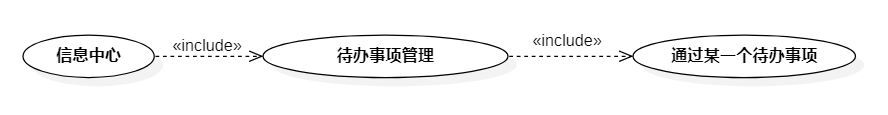 信息中心
«include»
待办事项管理
«include»
通过某一个待办事项